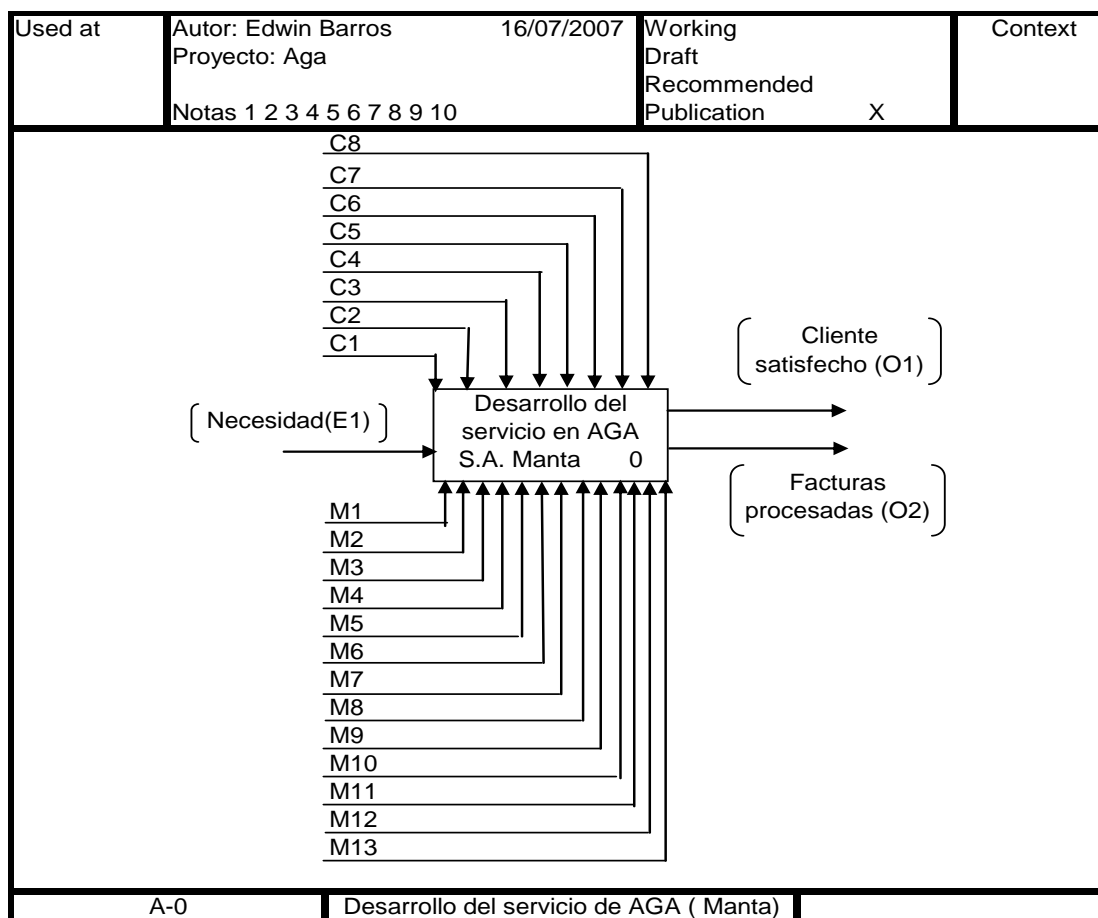 Used at
Autor: Edwin Barros 16/07/2007
Proyecto: Aga
Notas 1 2 3 4 5 6 7 8 9 10
Working
Draft
Recommended
Publication X
Context
C8
C7
C6
C5
C4
C3
C2
C1
Necesidad(E1)
Desarrollo del
servicio en AGA
S.A. Manta 0
Cliente
satisfecho (O1)
Facturas
procesadas (O2)
M1
M2
M3
M4
M5
M6
M7
M8
M9
M10
M11
M12
M13
A-0
Desarrollo del servicio de AGA ( Manta)